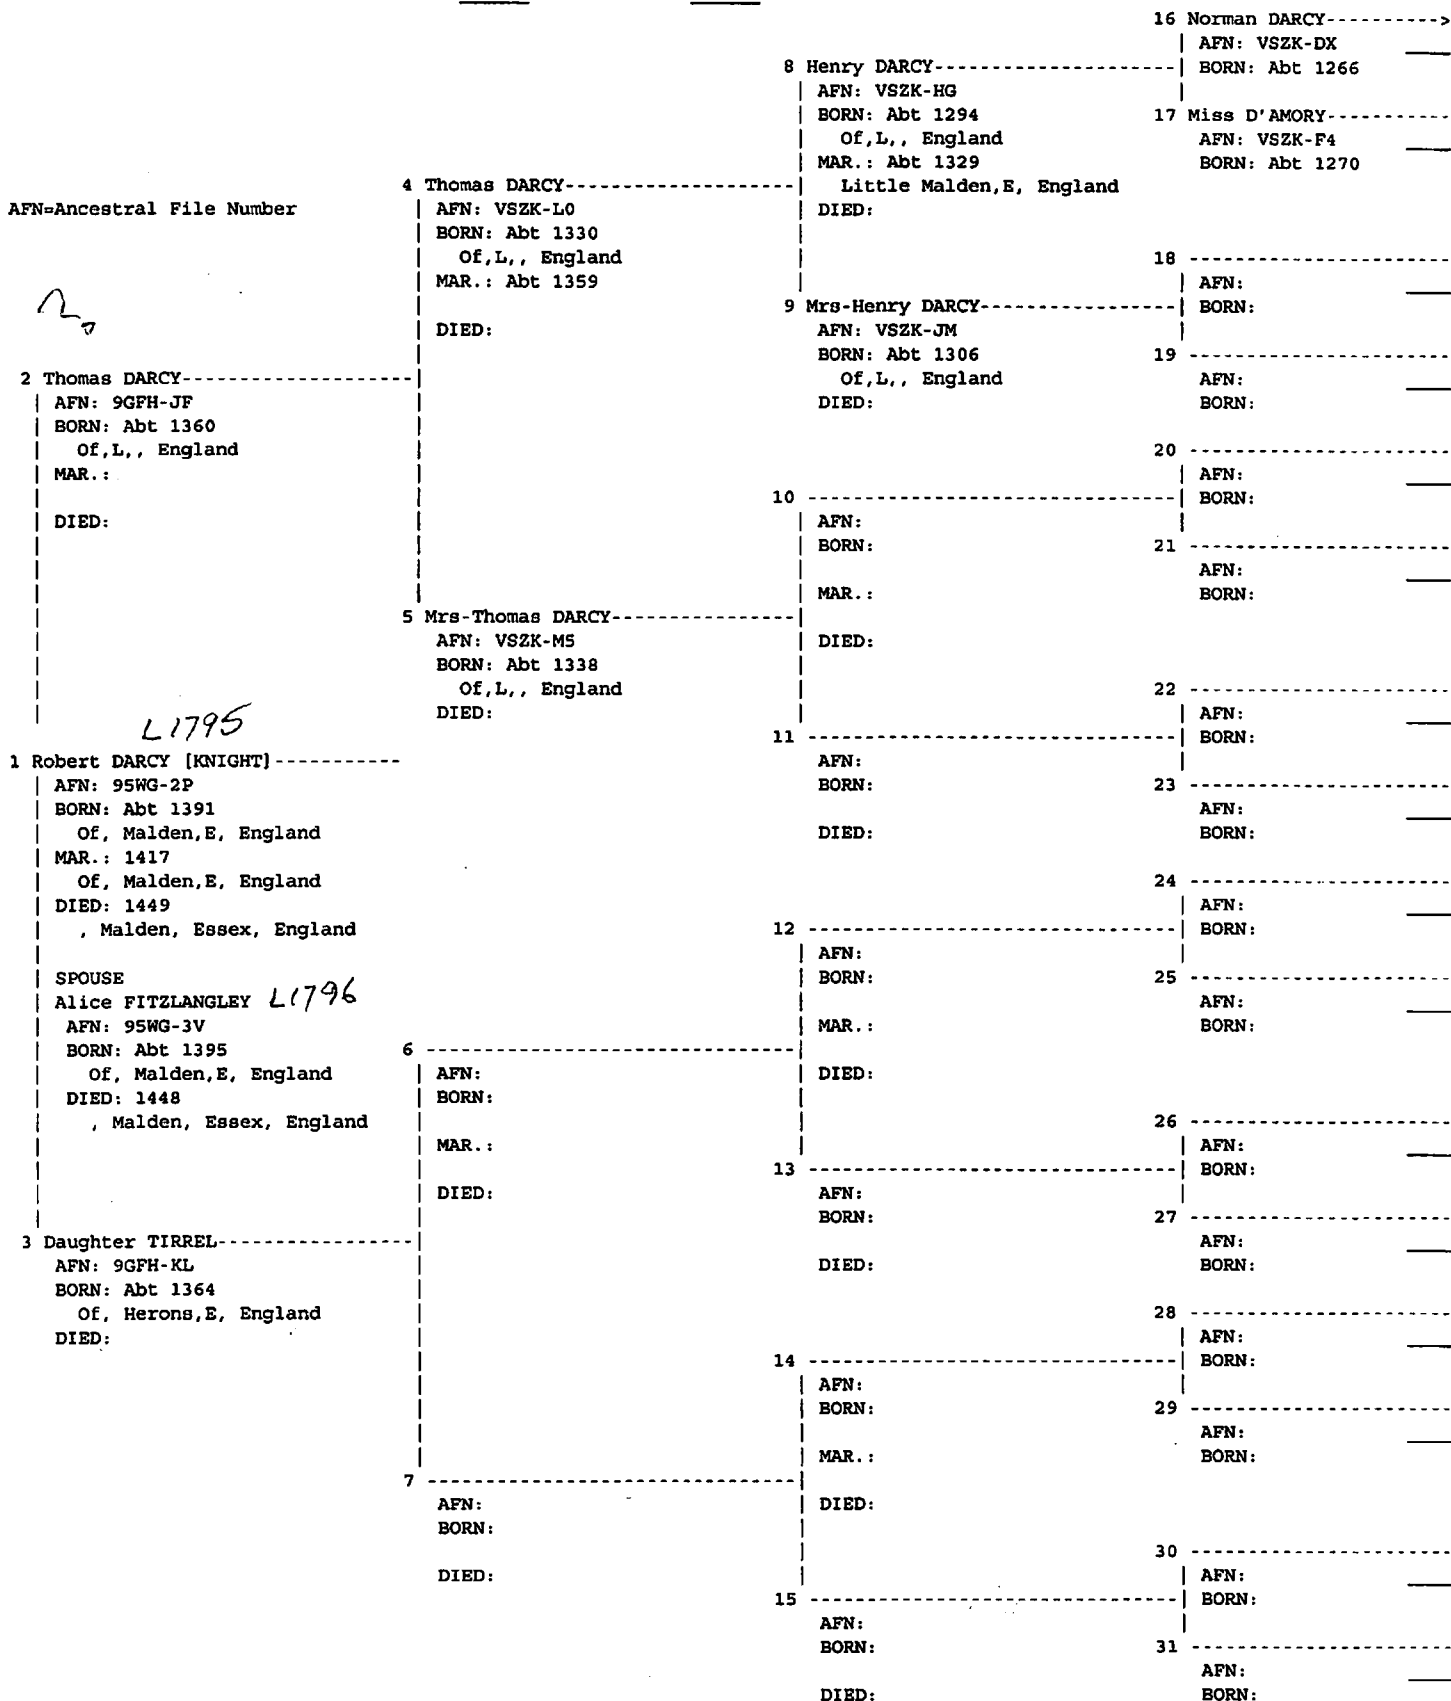 AFN=Ancestral File Number
2 Thomas DARCY
AFN: 9GFH-JF
BORN: Abt 1360
Of,L,, England
MAR.:
DIED:
L1795
1 Robert DARCY [KNIGHT]
AFN: 95WG-2P
BORN: Abt 1391
Of, Malden,E, England
MAR.: 1417
Of, Malden,E, England
DIED: 1449
, Malden, Essex, England
SPOUSE
Alice FITZLANGLEY L1796
AFN: 95WG-3V
BORN: Abt 1395
Of, Malden,E, England
DIED: 1448
, Malden, Essex, England
3 Daughter TIRREL
AFN: 9GFH-KL
BORN: Abt 1364
Of, Herons,E, England
DIED:
4 Thomas DARCY
AFN: VSZK-L0
BORN: Abt 1330
Of,L,, England
MAR.: Abt 1359
DIED:
5 Mrs-Thomas DARCY
AFN: VSZK-M5
BORN: Abt 1338
Of,L,, England
DIED:
6
AFN:
BORN:
MAR.:
DIED:
7
AFN:
BORN:
DIED:
8 Henry DARCY
AFN: VSZK-HG
BORN: Abt 1294
Of,L,, England
MAR.: Abt 1329
Little Malden,E, England
DIED:
9 Mrs-Henry DARCY
AFN: VSZK-JM
BORN: Abt 1306
Of,L,, England
DIED:
10
AFN:
BORN:
MAR.:
DIED:
11
AFN:
BORN:
DIED:
12
AFN:
BORN:
MAR.:
DIED:
13
AFN:
BORN:
DIED:
14
AFN:
BORN:
MAR.:
DIED:
15
AFN:
BORN:
DIED:
16 Norman DARCY---------->
AFN: VSZK-DX
BORN: Abt 1266
17 Miss D'AMORY
AFN: VSZK-F4
BORN: Abt 1270
18
AFN:
BORN:
19
AFN:
BORN:
20
AFN:
BORN:
21
AFN:
BORN:
22
AFN:
BORN:
23
AFN:
BORN:
24
AFN:
BORN:
25
AFN:
BORN:
26
AFN:
BORN:
27
AFN:
BORN:
28
AFN:
BORN:
29
AFN:
BORN:
30
AFN:
BORN:
31
AFN:
BORN: